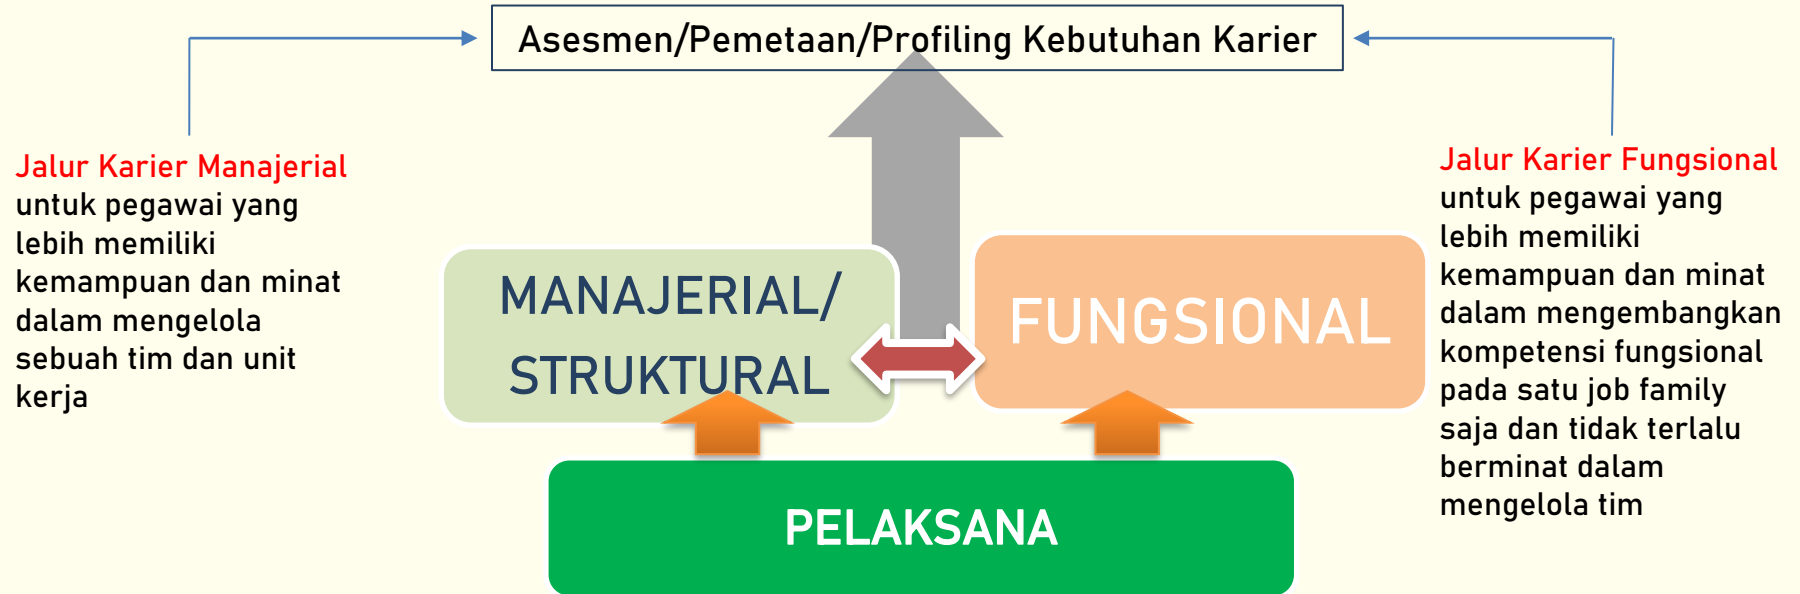 Asesmen/Pemetaan/Profiling Kebutuhan Karier
Jalur Karier Manajerial
untuk pegawai yang
lebih memiliki
kemampuan dan minat
dalam mengelola
sebuah tim dan unit
kerja
MANAJERIAL/
STRUKTURAL
FUNGSIONAL
Jalur Karier Fungsional
untuk pegawai yang
lebih memiliki
kemampuan dan minat
dalam mengembangkan
kompetensi fungsional
pada satu job family
saja dan tidak terlalu
berminat dalam
mengelola tim
PELAKSANA